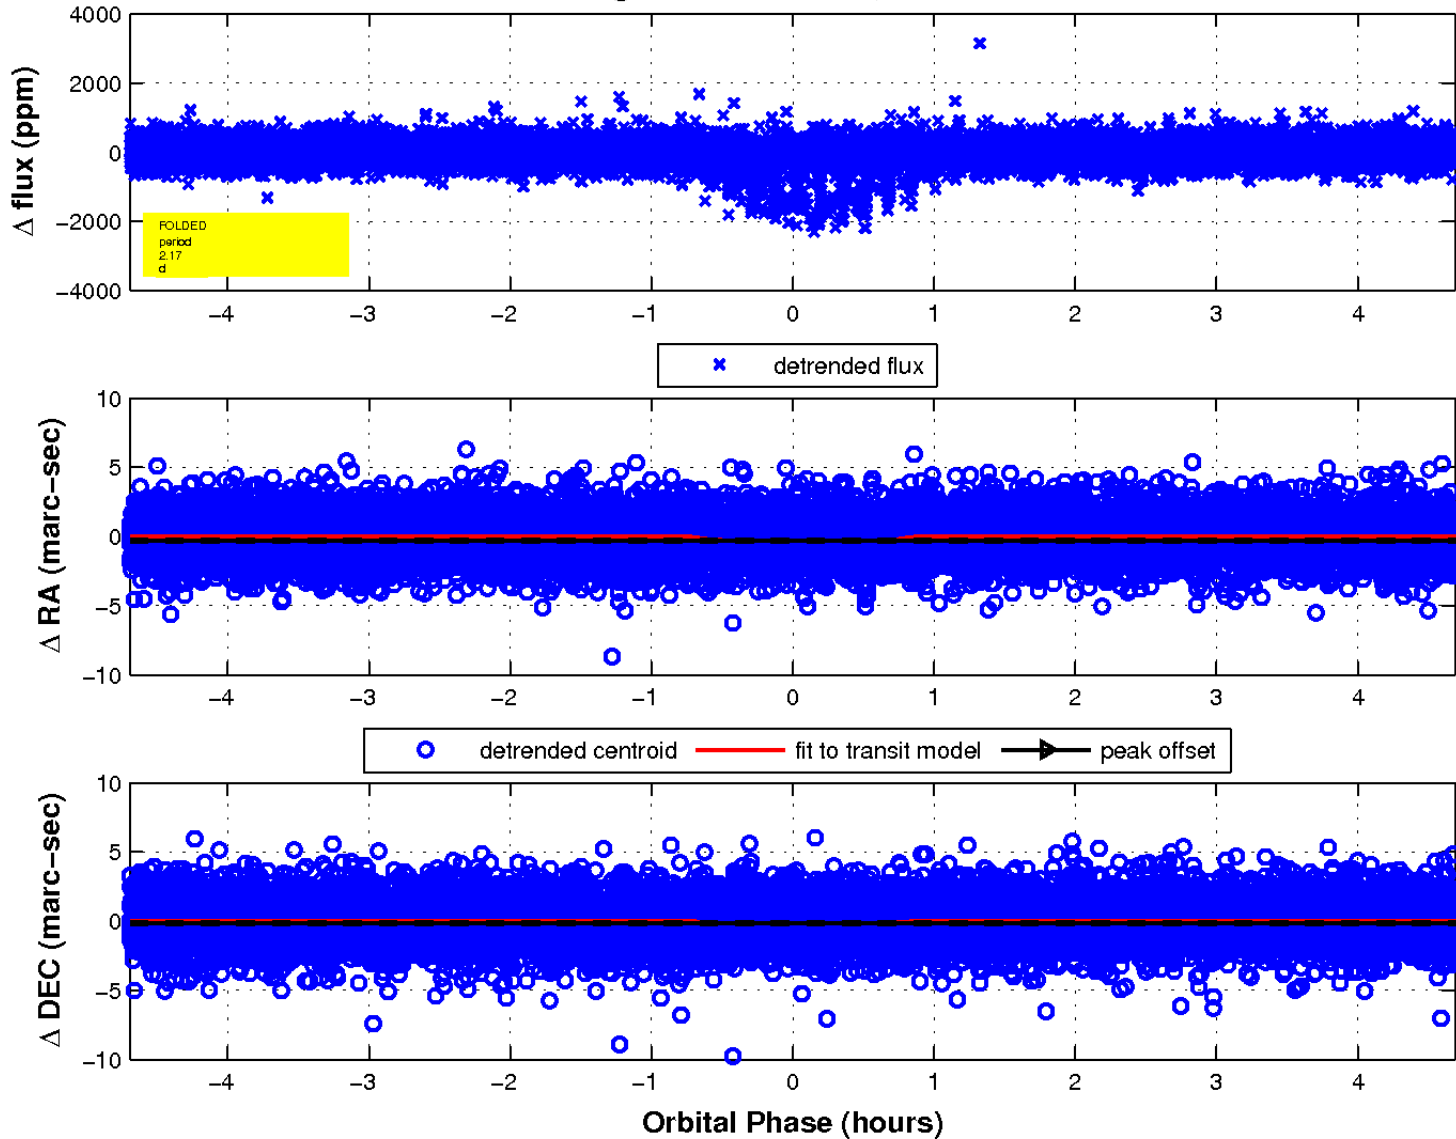 4000
2000
0
−2000
−4000
Δ flux (ppm)
FOLDED
period
2.17
d
−4 −3 −2 −1 0 1 2 3 4
detrended flux
10
5
0
−5
−10
Δ RA (marc−sec)
−4 −3 −2 −1 0 1 2 3 4
detrended centroid fit to transit model peak offset
10
5
0
−5
−10
Δ DEC (marc−sec)
−4 −3 −2 −1 0 1 2 3 4
Orbital Phase (hours)